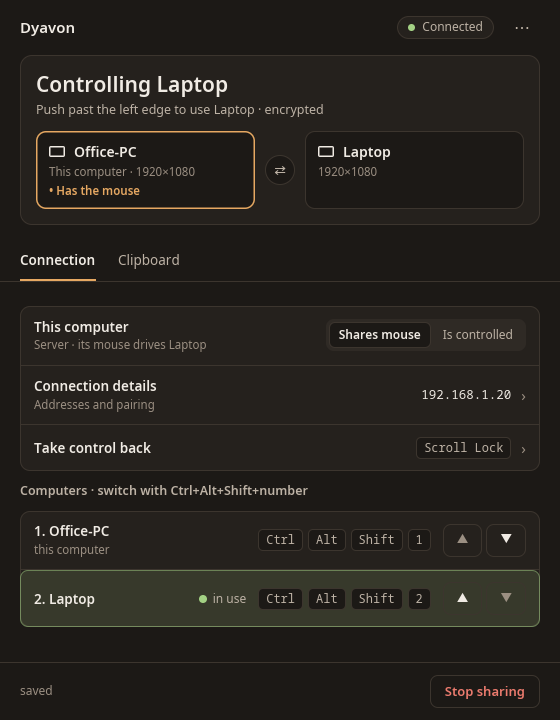 Dyavon
Connected
⋯
Controlling Laptop
Push past the left edge to use Laptop · encrypted
Office-PC
This computer · 1920×1080
• Has the mouse
⇄
Laptop
1920×1080
Connection
Clipboard
This computer
Server · its mouse drives Laptop
Shares mouse
Is controlled
Connection details
Addresses and pairing
192.168.1.20 ›
Take control back
Scroll Lock ›
Computers · switch with Ctrl+Alt+Shift+number
1. Office-PC
this computer
Ctrl Alt Shift 1 ▲ ▼
2. Laptop
in use
Ctrl Alt Shift 2 ▲ ▼
saved
Stop sharing